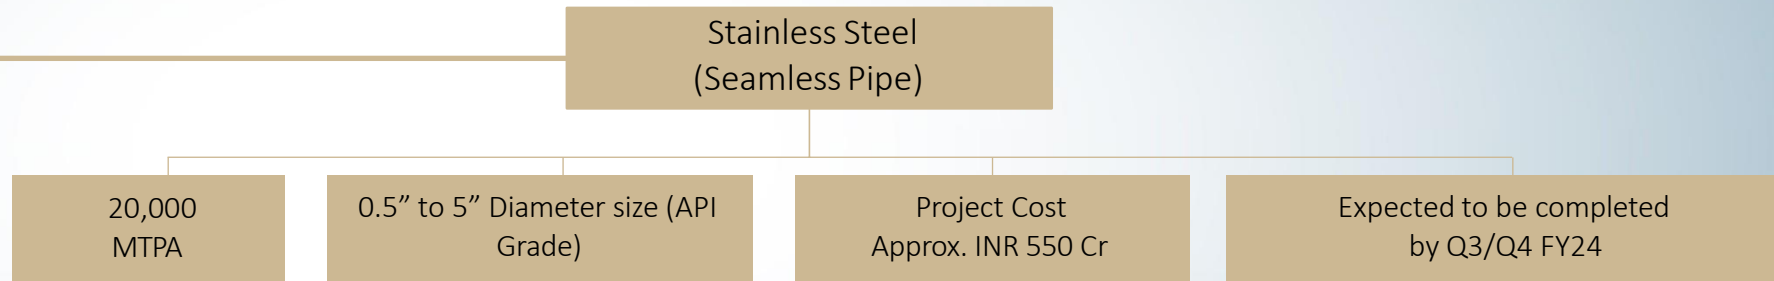 Stainless Steel
(Seamless Pipe)
20,000
MTPA
0.5” to 5” Diameter size (API
Grade)
Project Cost
Approx. INR 550 Cr
Expected to be completed
by Q3/Q4 FY24